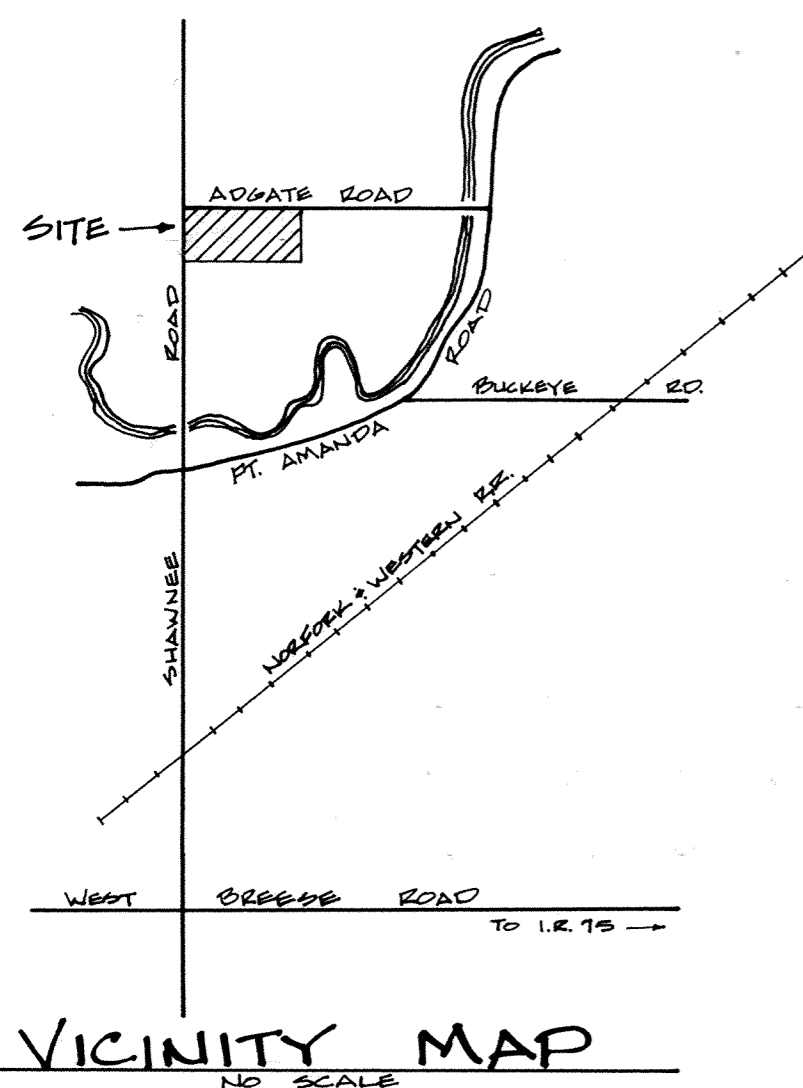 ADGATE ROAD
SITE
ROAD
ROAD
BUCKEYE RD.
FT. AMANDA
NORFORK & WESTERN R.R.
SHAWNEE
WEST BREESE ROAD
TO I.R. 75
VICINITY MAP
NO SCALE